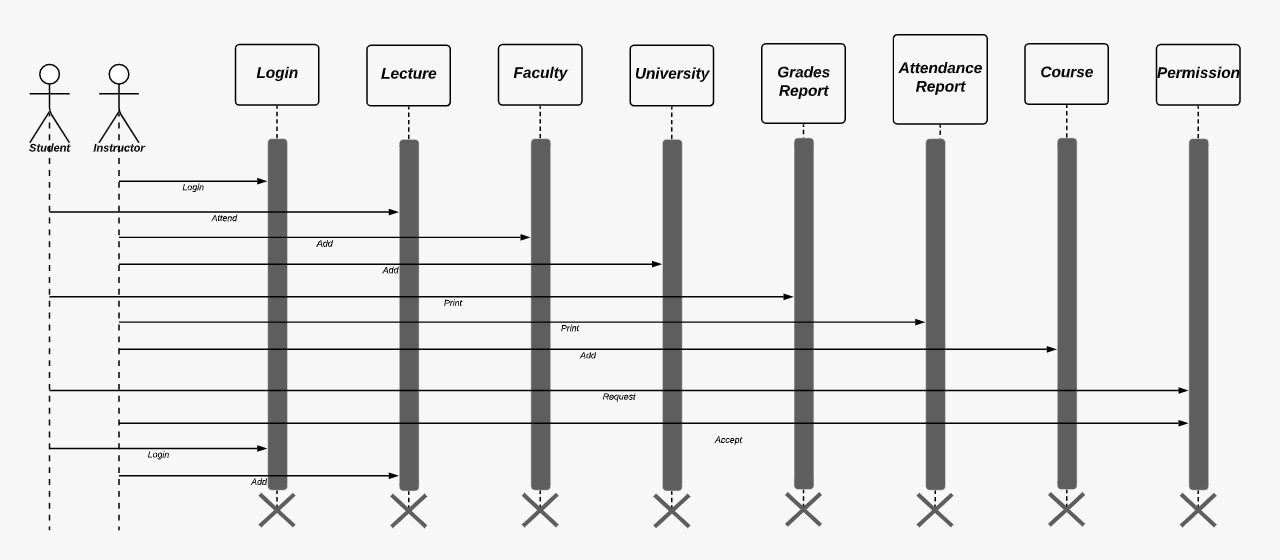 Login
Lecture
Faculty
University
Grades
Report
Attendance
Report
Course
Permission
Student
Instructor
Login
Attend
Add
Add
Print
Print
Add
Request
Accept
Login
Add